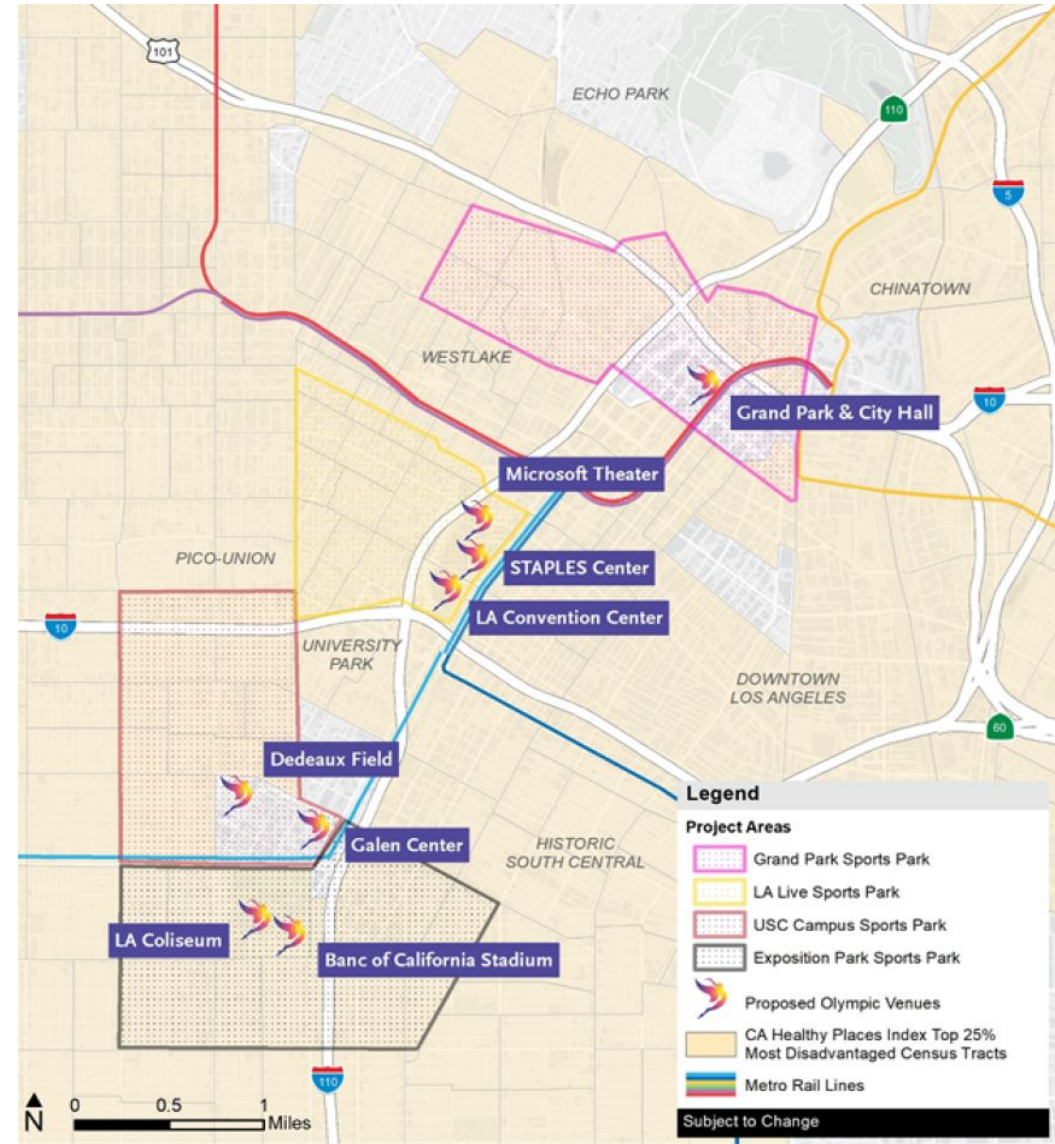 101
ECHO PARK
110
5
CHINATOWN
WESTLAKE
10
Grand Park & City Hall
Microsoft Theater
PICO-UNION
STAPLES Center
10
LA Convention Center
UNIVERSITY
PARK
DOWNTOWN
LOS ANGELES
60
Dedeaux Field
Galen Center
HISTORIC
SOUTH CENTRAL
LA Coliseum
Banc of California Stadium
110
N
0 0.5 1
Miles
Legend
Project Areas
Grand Park Sports Park
LA Live Sports Park
USC Campus Sports Park
Exposition Park Sports Park
Proposed Olympic Venues
CA Healthy Places Index Top 25%
Most Disadvantaged Census Tracts
Metro Rail Lines
Subject to Change